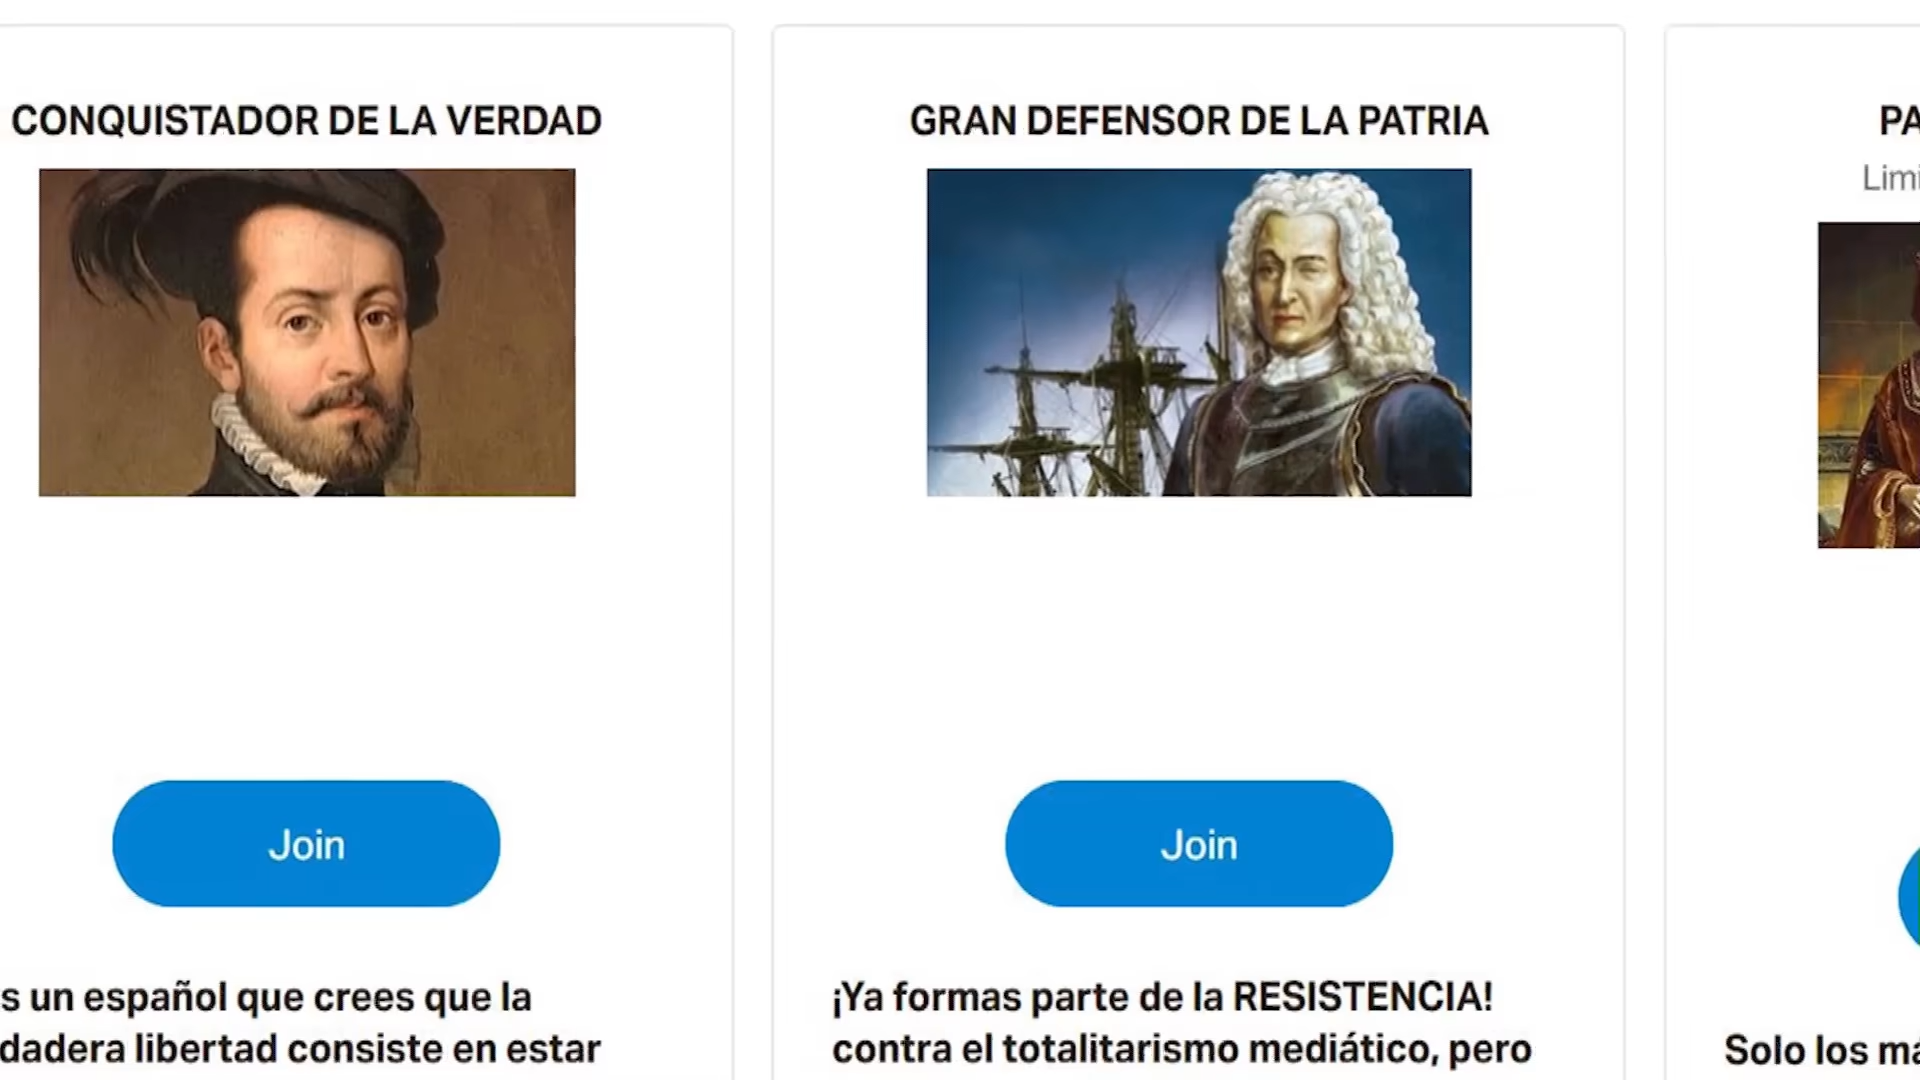 CONQUISTADOR DE LA VERDAD
Join
s un español que crees que la
dadera libertad consiste en estar
GRAN DEFENSOR DE LA PATRIA
Join
¡Ya formas parte de la RESISTENCIA!
contra el totalitarismo mediático, pero
PA
Limi
Solo los má